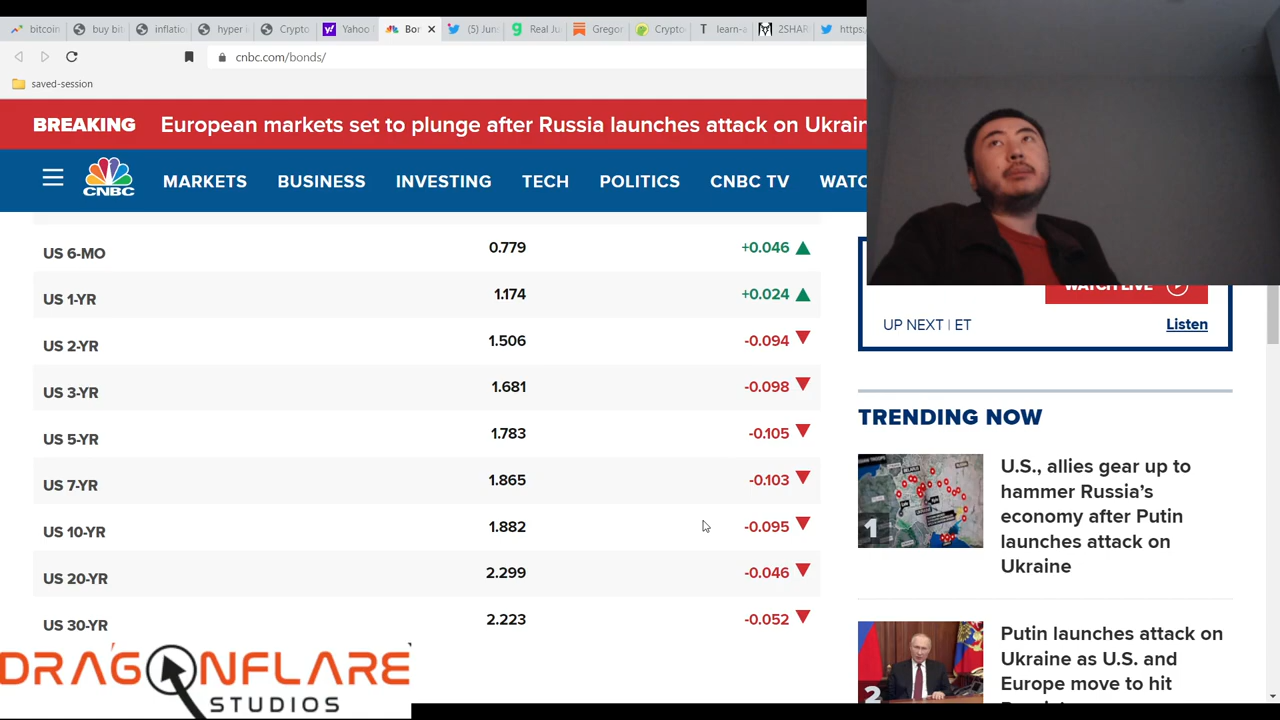 bitcoin
buy bit
inflatio
hyper i
Crypto
Yahoo
Bor
(5) Jun
Real Ju
Gregor
Crypto
learn-a
2SHAR
https:
cnbc.com/bonds/
saved-session
BREAKING European markets set to plunge after Russia launches attack on Ukrain
CNBC
MARKETS BUSINESS INVESTING TECH POLITICS CNBC TV WATC
US 6-MO 0.779 +0.046
US 1-YR 1.174 +0.024
US 2-YR 1.506 -0.094
US 3-YR 1.681 -0.098
US 5-YR 1.783 -0.105
US 7-YR 1.865 -0.103
US 10-YR 1.882 -0.095
US 20-YR 2.299 -0.046
US 30-YR 2.223 -0.052
WATCH LIVE
UP NEXT | ET Listen
TRENDING NOW
1
U.S., allies gear up to
hammer Russia's
economy after Putin
launches attack on
Ukraine
2
Putin launches attack on
Ukraine as U.S. and
Europe move to hit
DRAGONFLARE
STUDIOS